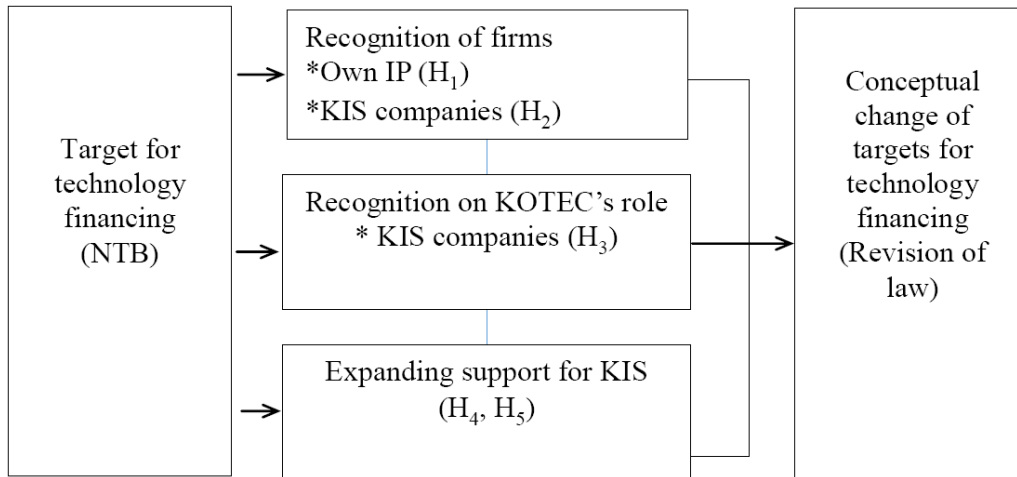 Target for
technology
financing
(NTB)
Recognition of firms
*Own IP (H₁)
*KIS companies (H₂)
Recognition on KOTEC’s role
* KIS companies (H₃)
Expanding support for KIS
(H₄, H₅)
Conceptual
change of
targets for
technology
financing
(Revision of
law)